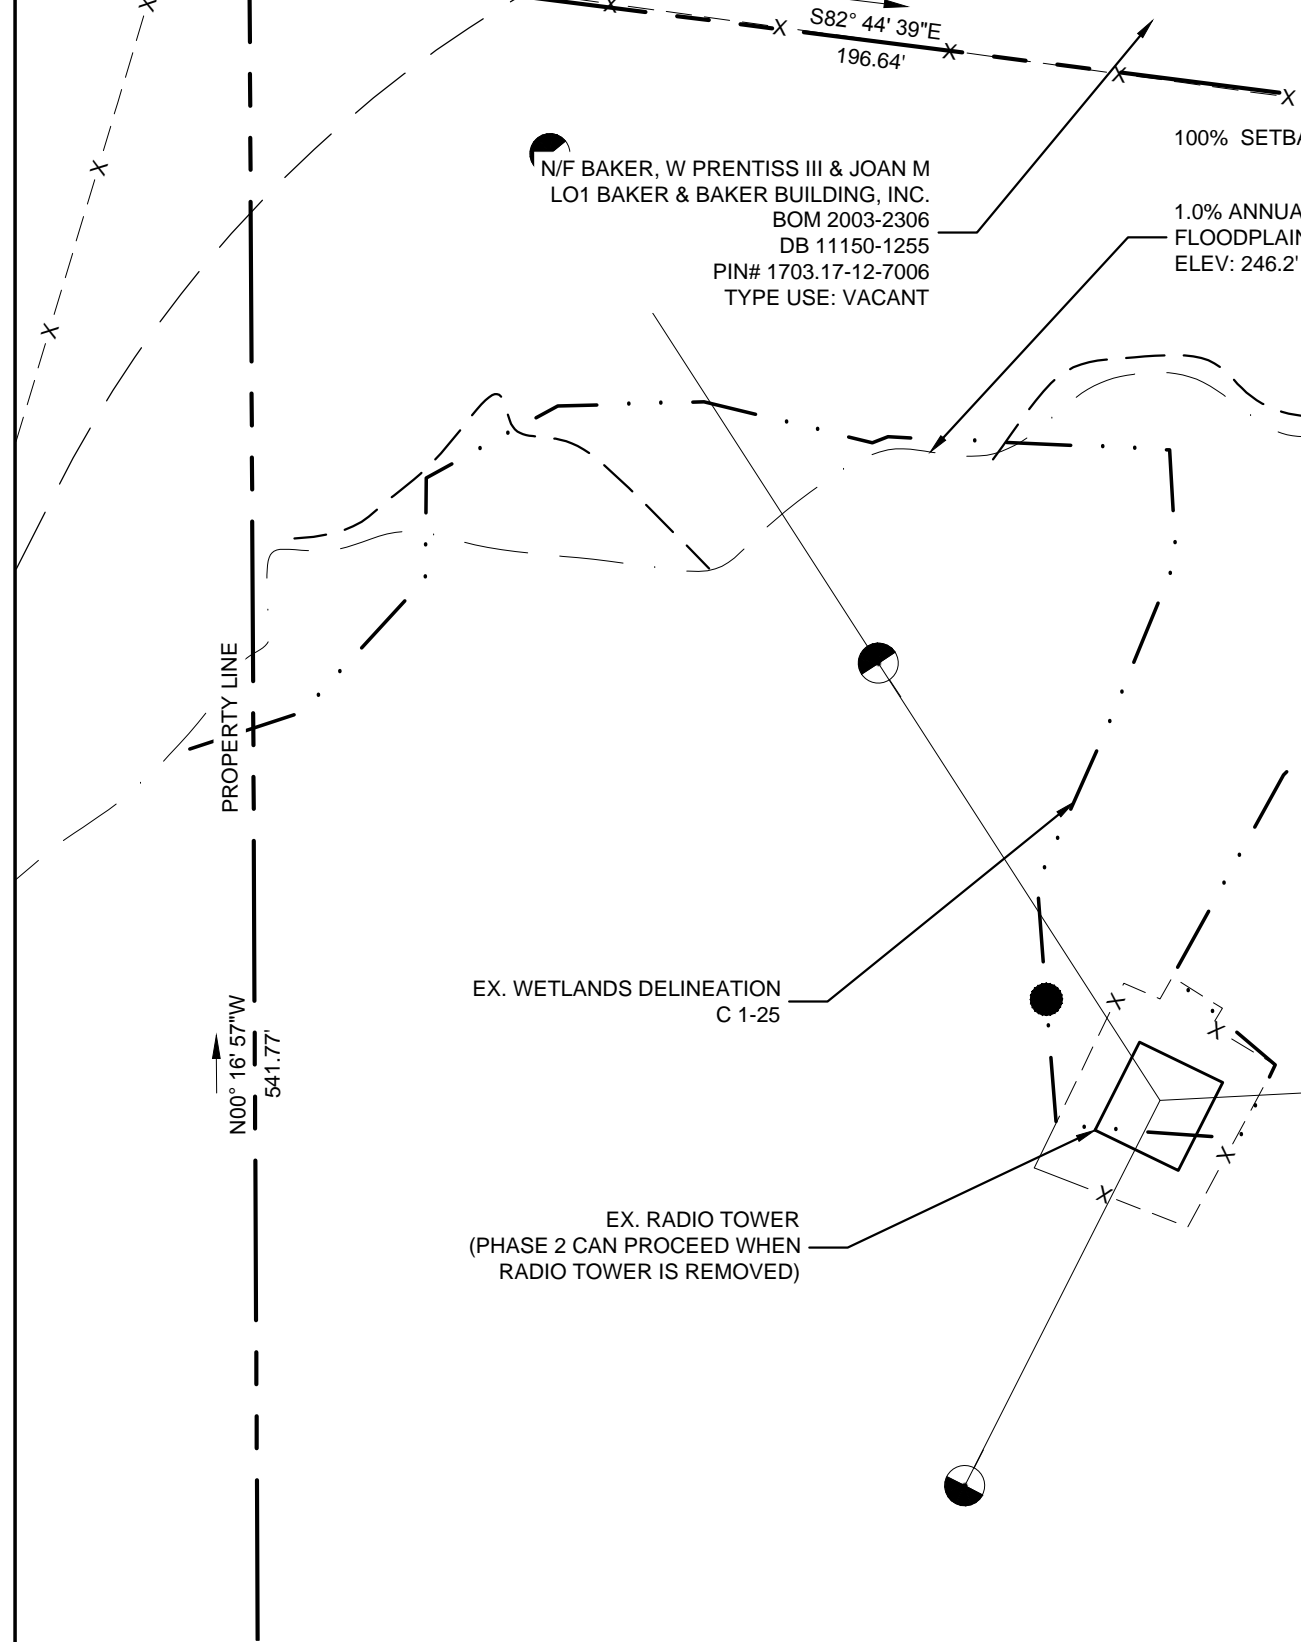 S82° 44' 39"E
196.64'
100% SETBA
N/F BAKER, W PRENTISS III & JOAN M
LO1 BAKER & BAKER BUILDING, INC.
BOM 2003-2306
DB 11150-1255
PIN# 1703.17-12-7006
TYPE USE: VACANT
1.0% ANNUA
FLOODPLAIN
ELEV: 246.2'
PROPERTY LINE
EX. WETLANDS DELINEATION
C 1-25
N00° 16' 57"W
541.77'
EX. RADIO TOWER
(PHASE 2 CAN PROCEED WHEN
RADIO TOWER IS REMOVED)